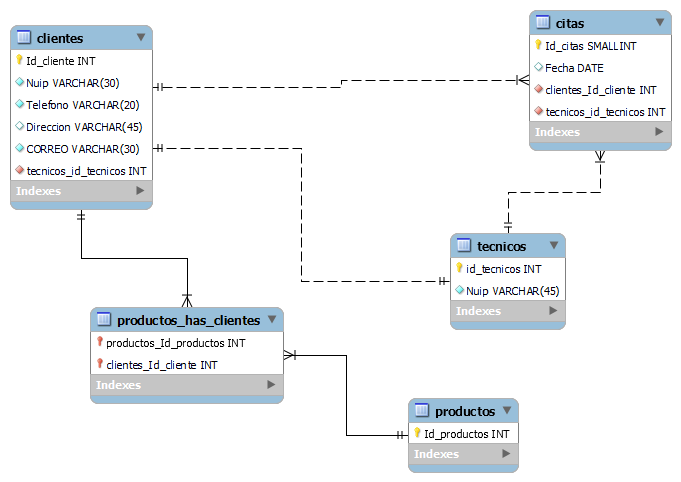 clientes
Id_cliente INT
Nuip VARCHAR(30)
Telefono VARCHAR(20)
Direccion VARCHAR(45)
CORREO VARCHAR(30)
tecnicos_id_tecnicos INT
Indexes
citas
Id_citas SMALLINT
Fecha DATE
clientes_Id_cliente INT
tecnicos_id_tecnicos INT
Indexes
tecnicos
id_tecnicos INT
Nuip VARCHAR(45)
Indexes
productos_has_clientes
productos_Id_productos INT
clientes_Id_cliente INT
Indexes
productos
Id_productos INT
Indexes